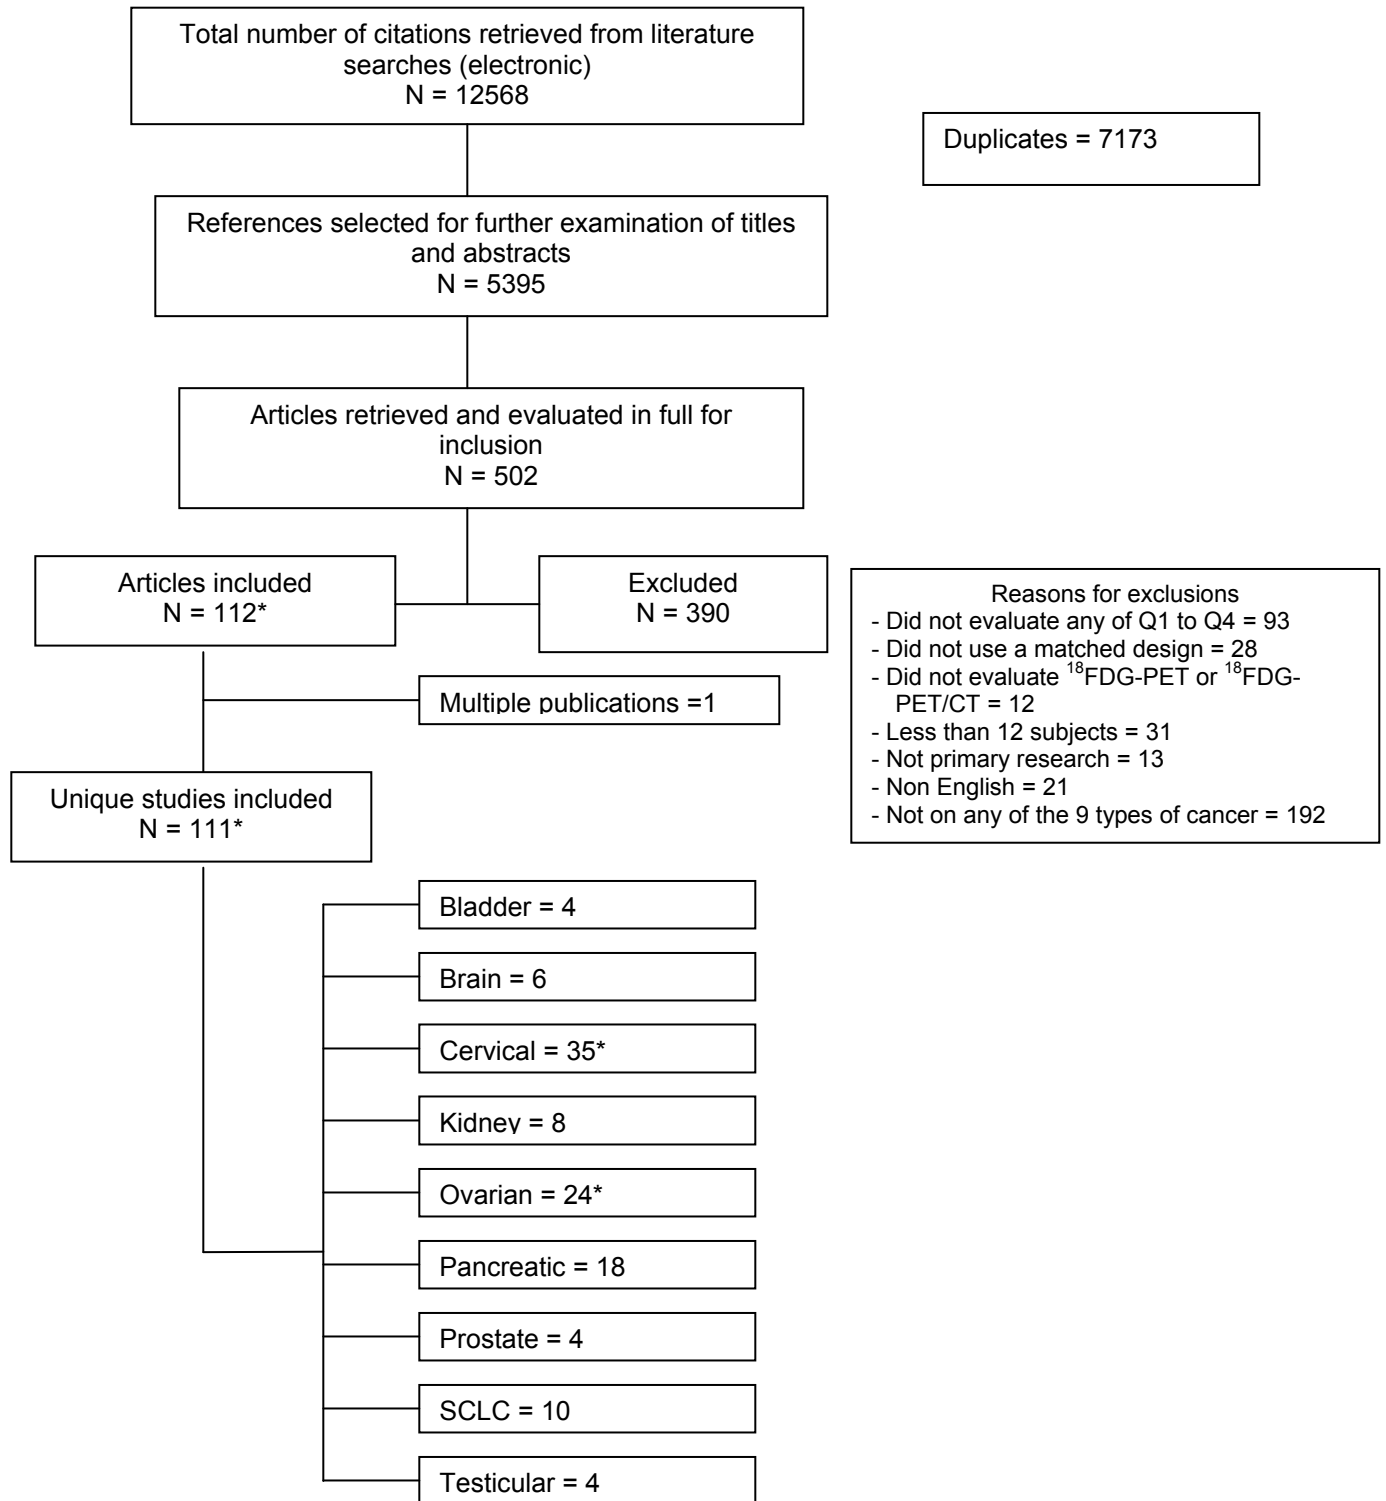 Total number of citations retrieved from literature
searches (electronic)
N = 12568
Duplicates = 7173
References selected for further examination of titles
and abstracts
N = 5395
Articles retrieved and evaluated in full for
inclusion
N = 502
Articles included
N = 112*
Excluded
N = 390
Reasons for exclusions
- Did not evaluate any of Q1 to Q4 = 93
- Did not use a matched design = 28
- Did not evaluate ¹⁸FDG-PET or ¹⁸FDG-
PET/CT = 12
- Less than 12 subjects = 31
- Not primary research = 13
- Non English = 21
- Not on any of the 9 types of cancer = 192
Multiple publications =1
Unique studies included
N = 111*
Bladder = 4
Brain = 6
Cervical = 35*
Kidney = 8
Ovarian = 24*
Pancreatic = 18
Prostate = 4
SCLC = 10
Testicular = 4